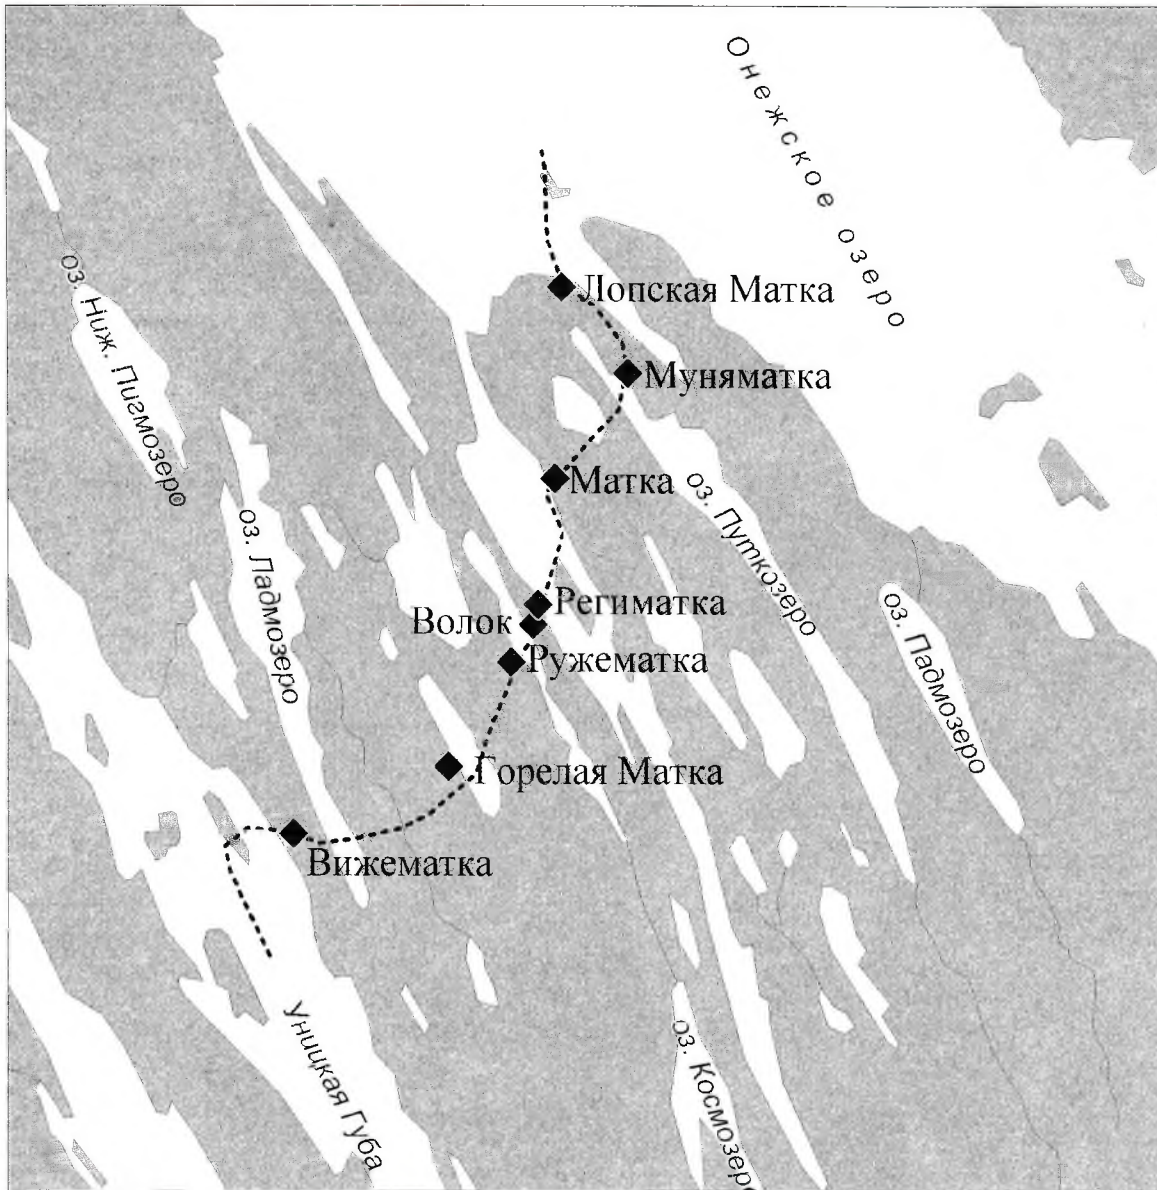 Онежское озеро
Лопская Матка
оз. Ниж. Пигмозеро
Муняматка
Матка
оз. Путкозеро
оз. Ладмозеро
Региматка
Волок
Ружематка
оз. Падмозеро
Горелая Матка
Вижематка
Уницкая Губа
оз. Космозеро